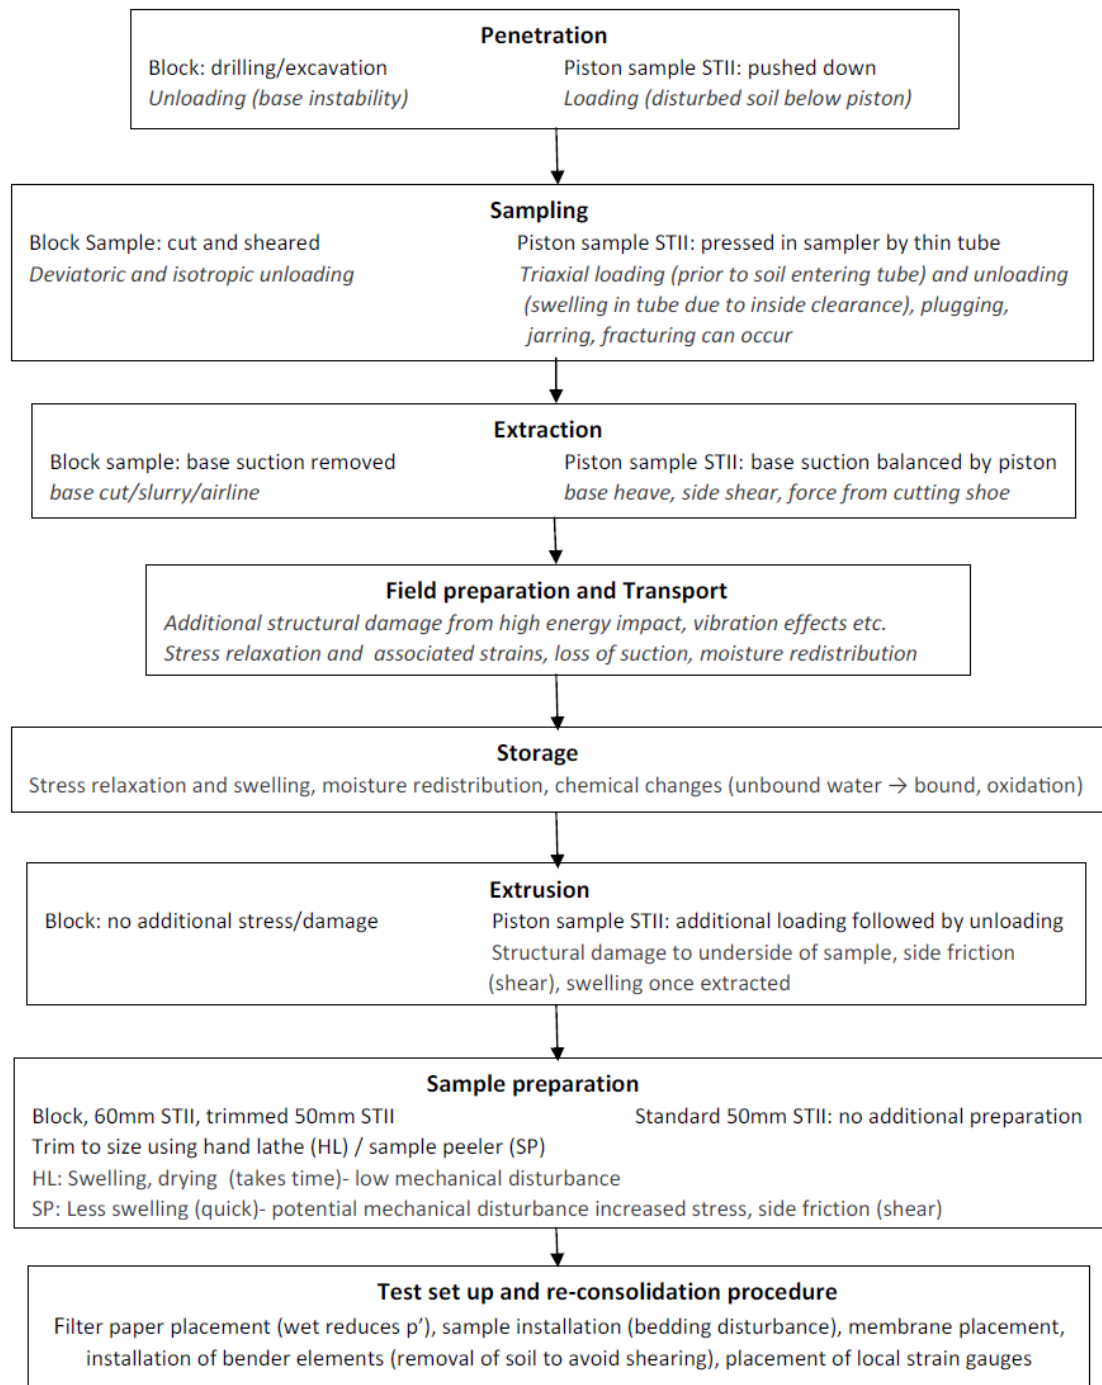 Penetration
Block: drilling/excavation
Unloading (base instability)
Piston sample STII: pushed down
Loading (disturbed soil below piston)
Sampling
Block Sample: cut and sheared
Deviatoric and isotropic unloading
Piston sample STII: pressed in sampler by thin tube
Triaxial loading (prior to soil entering tube) and unloading
(swelling in tube due to inside clearance), plugging,
jarring, fracturing can occur
Extraction
Block sample: base suction removed
base cut/slurry/airline
Piston sample STII: base suction balanced by piston
base heave, side shear, force from cutting shoe
Field preparation and Transport
Additional structural damage from high energy impact, vibration effects etc.
Stress relaxation and associated strains, loss of suction, moisture redistribution
Storage
Stress relaxation and swelling, moisture redistribution, chemical changes (unbound water → bound, oxidation)
Extrusion
Block: no additional stress/damage
Piston sample STII: additional loading followed by unloading
Structural damage to underside of sample, side friction
(shear), swelling once extracted
Sample preparation
Block, 60mm STII, trimmed 50mm STII
Standard 50mm STII: no additional preparation
Trim to size using hand lathe (HL) / sample peeler (SP)
HL: Swelling, drying (takes time)- low mechanical disturbance
SP: Less swelling (quick)- potential mechanical disturbance increased stress, side friction (shear)
Test set up and re-consolidation procedure
Filter paper placement (wet reduces p’), sample installation (bedding disturbance), membrane placement,
installation of bender elements (removal of soil to avoid shearing), placement of local strain gauges